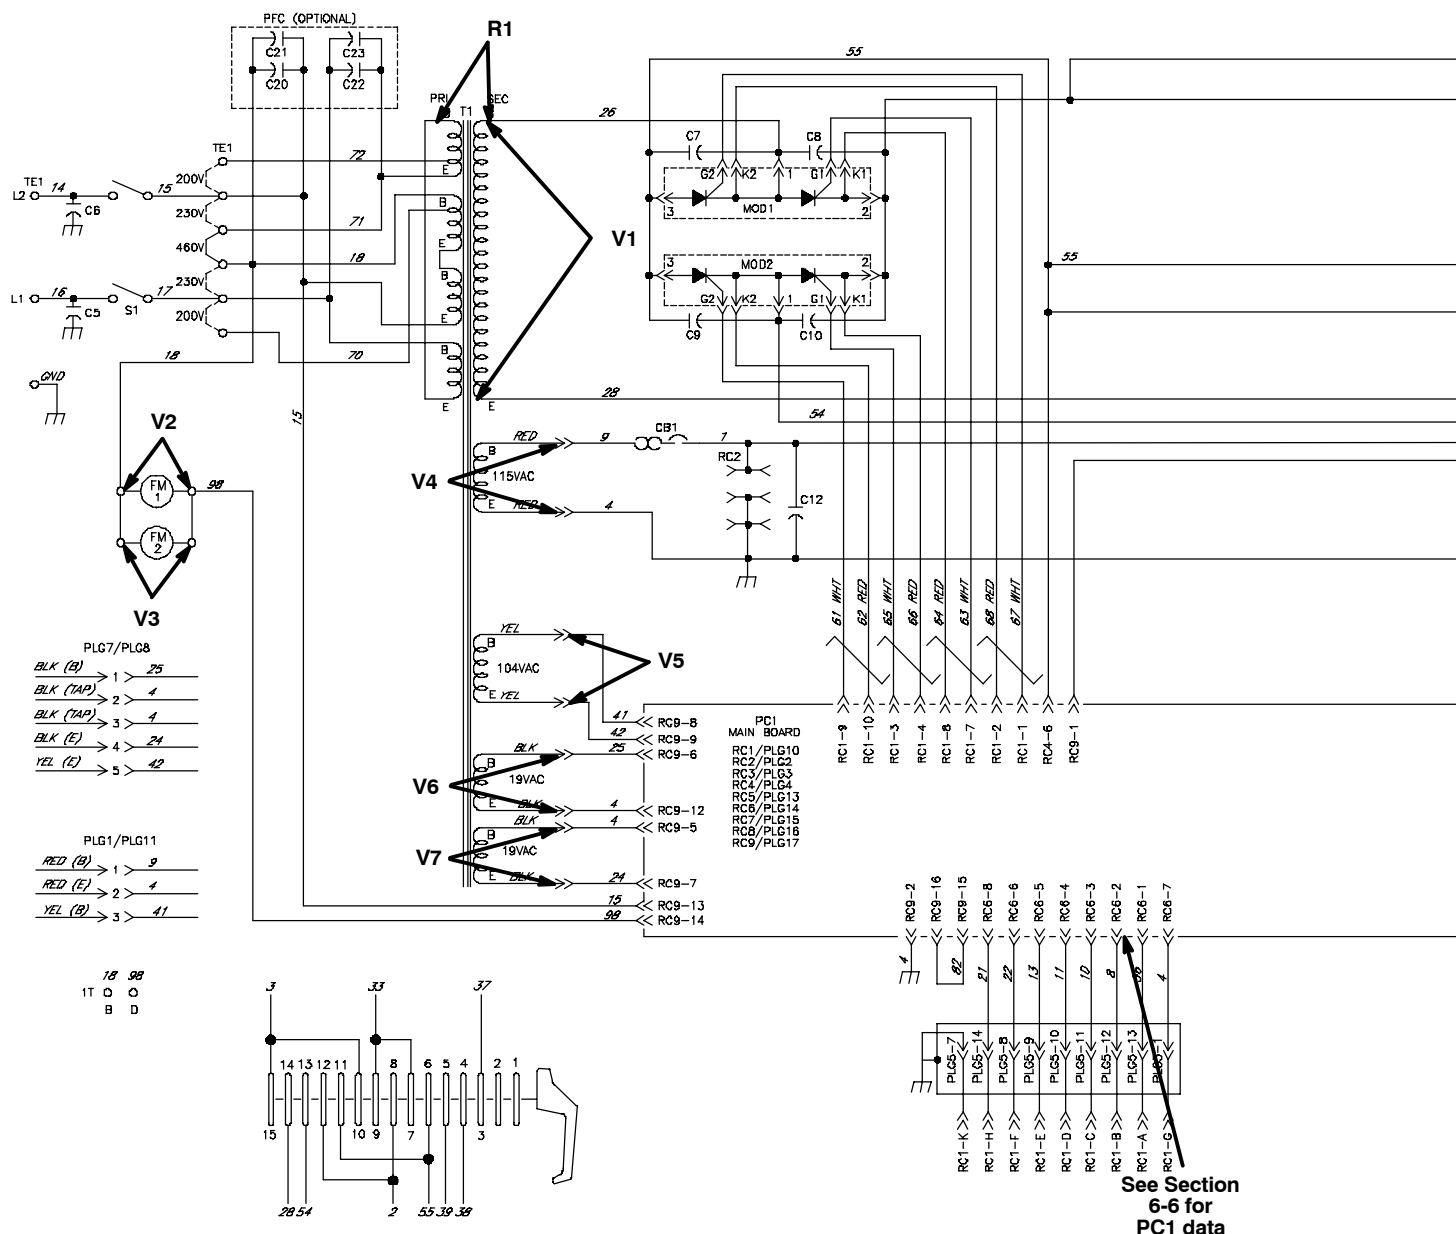 PFC (OPTIONAL)
C21
C23
C20
C22
R1
PRI
SEC
T1
B
E
B
E
B
E
B
E
E
26
55
TE1
TE1
L2
14
15
C6
200V
230V
460V
230V
200V
72
71
18
70
L1
16
17
C5
S1
GND
18
15
V1
C7
C8
G2
K2
1
G1
K1
3
MOD1
2
3
MOD2
2
G2
K2
1
G1
K1
C9
C10
55
28
54
V2
FM
1
98
FM
2
V3
V4
RED
B
115VAC
E
RED
9
CB1
1
RC2
C12
4
61 WHT
62 RED
65 WHT
66 RED
64 RED
63 WHT
68 RED
67 WHT
YEL
B
104VAC
E
YEL
V5
41
RC9-8
42
RC9-9
BLK
25
RC9-6
V6
B
19VAC
E
BLK
4
RC9-12
BLK
4
RC9-5
V7
B
19VAC
E
BLK
24
RC9-7
15
RC9-13
98
RC9-14
PC1
MAIN BOARD
RC1/PLG10
RC2/PLG2
RC3/PLG3
RC4/PLG4
RC5/PLG13
RC6/PLG14
RC7/PLG15
RC8/PLG16
RC9/PLG17
RC1-9
RC1-10
RC1-3
RC1-4
RC1-8
RC1-7
RC1-2
RC1-1
RC4-6
RC9-1
PLG7/PLG8
BLK (B) 1 25
BLK (TAP) 2 4
BLK (TAP) 3 4
BLK (E) 4 24
YEL (E) 5 42
PLG1/PLG11
RED (B) 1 9
RED (E) 2 4
YEL (B) 3 41
18 98
1T
B D
RC9-2
RC9-16
RC9-15
RC6-8
RC6-6
RC6-5
RC6-4
RC6-3
RC6-2
RC6-1
RC6-7
4
82
21
22
13
11
10
8
4
PLG5-7
PLG5-14
PLG5-8
PLG5-9
PLG5-10
PLG5-11
PLG5-12
PLG5-13
PLG5-1
RC1-K
RC1-H
RC1-F
RC1-E
RC1-D
RC1-C
RC1-B
RC1-A
RC1-G
3 33 37
14 13 12 11 8 6 5 4 2 1
15 10 9 7 3
28 54 2 55 39 38
See Section
6-6 for
PC1 data